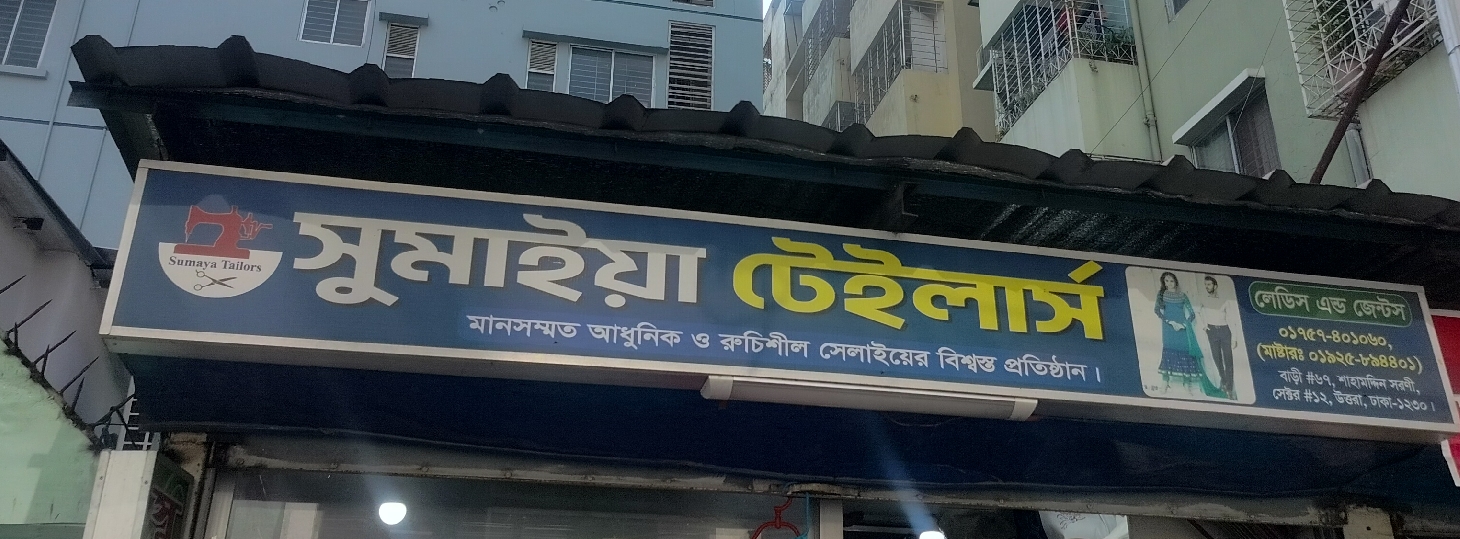 Sumaya Tailors
সুমাইয়া টেইলার্স
মানসম্মত আধুনিক ও রুচিশীল সেলাইয়ের বিশ্বস্ত প্রতিষ্ঠান।
লেডিস এন্ড জেন্টস
০১৭৫৭-৪০১০৬০,
(মাষ্টারঃ ০১৯২৫-৮৯৪৪০১)
বাড়ী #৬৭, শাহামদ্দিন সরণী,
সেক্টর #১২, উত্তরা, ঢাকা-১২৩০।